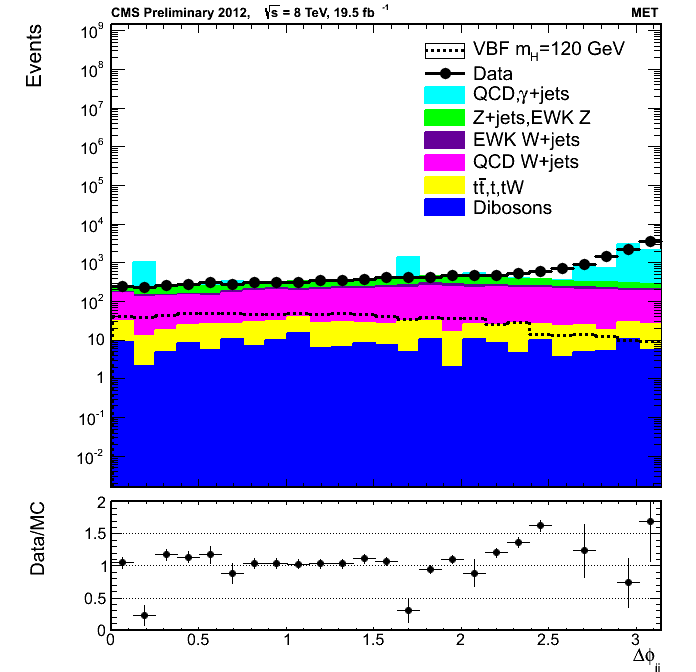 CMS Preliminary 2012, √s = 8 TeV, 19.5 fb⁻¹ MET
Events
10⁹
10⁸
10⁷
10⁶
10⁵
10⁴
10³
10²
10
1
10⁻¹
10⁻²
VBF m_H=120 GeV
Data
QCD,γ+jets
Z+jets,EWK Z
EWK W+jets
QCD W+jets
tt̄,t,tW
Dibosons
Data/MC
2
1.5
1
0.5
0
0 0.5 1 1.5 2 2.5 3
Δϕ_jj